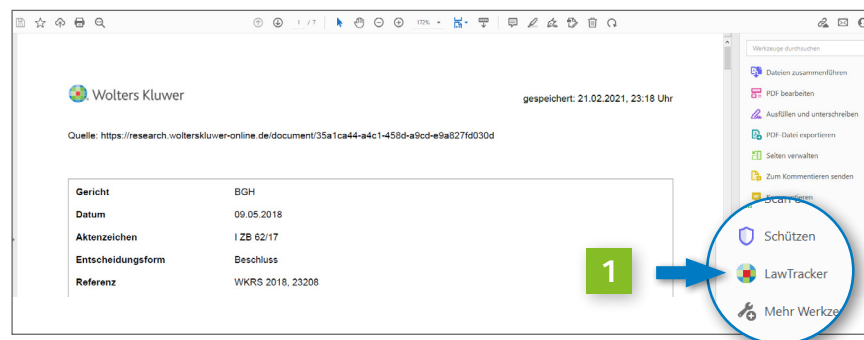 1 / 7
172%
Werkzeuge durchsuchen
Wolters Kluwer
gespeichert: 21.02.2021, 23:18 Uhr
Quelle: https://research.wolterskluwer-online.de/document/35a1ca44-a4c1-458d-a9cd-e9a827fd030d
Gericht BGH
Datum 09.05.2018
Aktenzeichen I ZB 62/17
Entscheidungsform Beschluss
Referenz WKRS 2018, 23208
Dateien zusammenführen
PDF bearbeiten
Ausfüllen und unterschreiben
PDF-Datei exportieren
Seiten verwalten
Zum Kommentieren senden
Schützen
1
LawTracker
Mehr Werkze